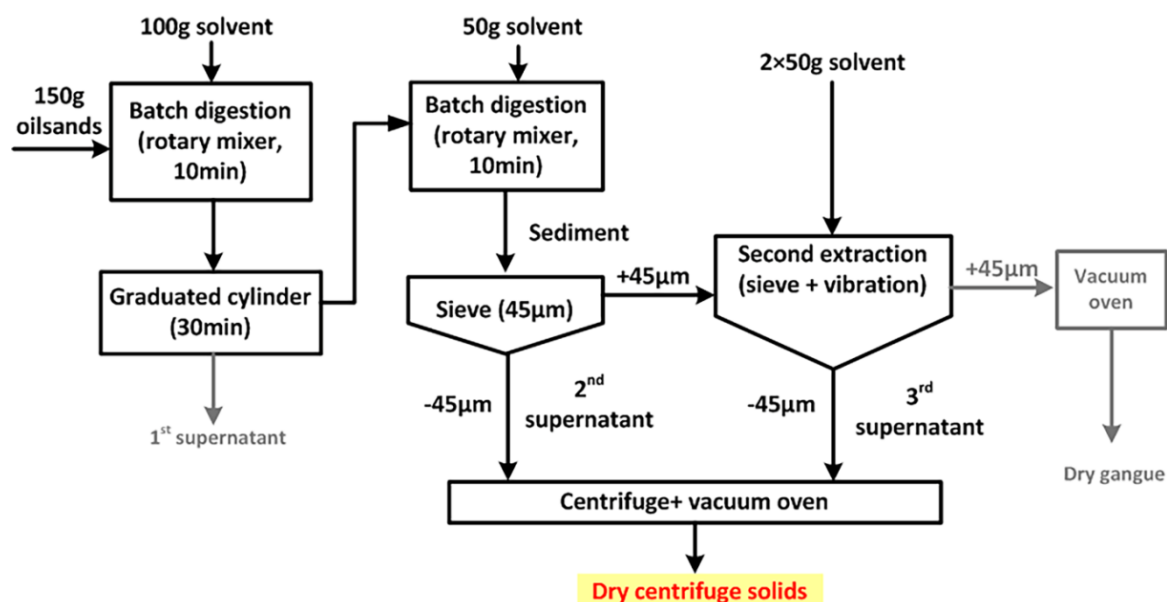 100g solvent
50g solvent
2×50g solvent
150g
oilsands
Batch digestion
(rotary mixer,
10min)
Batch digestion
(rotary mixer,
10min)
Sediment
Graduated cylinder
(30min)
1st supernatant
Sieve (45μm)
+45μm
Second extraction
(sieve + vibration)
+45μm
Vacuum
oven
-45μm
2nd
supernatant
-45μm
3rd
supernatant
Dry gangue
Centrifuge+ vacuum oven
Dry centrifuge solids